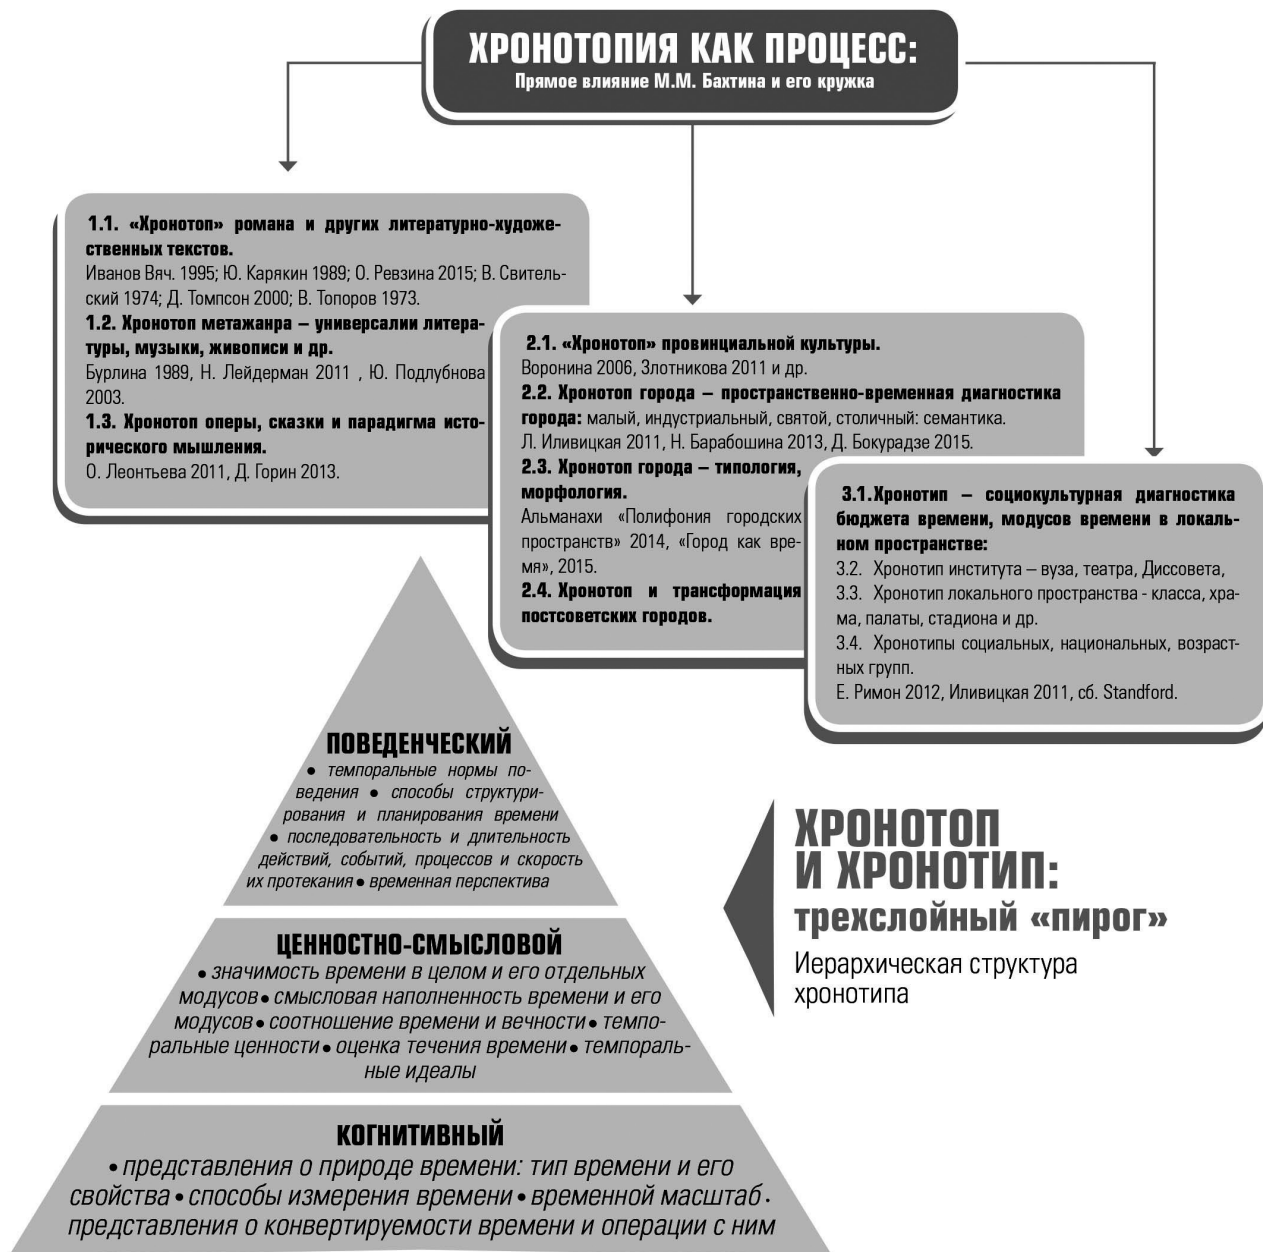 ХРОНОТОПИЯ КАК ПРОЦЕСС:
Прямое влияние М.М. Бахтина и его кружка
1.1. «Хронотоп» романа и других литературно-художе-
ственных текстов.
Иванов Вяч. 1995; Ю. Карякин 1989; О. Ревзина 2015; В. Свитель-
ский 1974; Д. Томпсон 2000; В. Топоров 1973.
1.2. Хронотоп метажанра – универсалии литера-
туры, музыки, живописи и др.
Бурлина 1989, Н. Лейдерман 2011 , Ю. Подлубнова
2003.
1.3. Хронотоп оперы, сказки и парадигма исто-
рического мышления.
О. Леонтьева 2011, Д. Горин 2013.
2.1. «Хронотоп» провинциальной культуры.
Воронина 2006, Злотникова 2011 и др.
2.2. Хронотоп города – пространственно-временная диагностика
города: малый, индустриальный, святой, столичный: семантика.
Л. Иливицкая 2011, Н. Барабошина 2013, Д. Бокурадзе 2015.
2.3. Хронотоп города – типология,
морфология.
Альманахи «Полифония городских
пространств» 2014, «Город как вре-
мя», 2015.
2.4. Хронотоп и трансформация
постсоветских городов.
3.1.Хронотип – социокультурная диагностика
бюджета времени, модусов времени в локаль-
ном пространстве:
3.2. Хронотип института – вуза, театра, Диссовета,
3.3. Хронотип локального пространства - класса, хра-
ма, палаты, стадиона и др.
3.4. Хронотипы социальных, национальных, возраст-
ных групп.
Е. Римон 2012, Иливицкая 2011, сб. Standford.
ПОВЕДЕНЧЕСКИЙ
• темпоральные нормы по-
ведения • способы структури-
рования и планирования времени
• последовательность и длительность
действий, событий, процессов и скорость
их протекания • временная перспектива
ЦЕННОСТНО-СМЫСЛОВОЙ
• значимость времени в целом и его отдельных
модусов • смысловая наполненность времени и его
модусов • соотношение времени и вечности • темпо-
ральные ценности • оценка течения времени • темпораль-
ные идеалы
КОГНИТИВНЫЙ
• представления о природе времени: тип времени и его
свойства • способы измерения времени • временной масштаб •
представления о конвертируемости времени и операции с ним
ХРОНОТОП
И ХРОНОТИП:
трехслойный «пирог»
Иерархическая структура
хронотипа